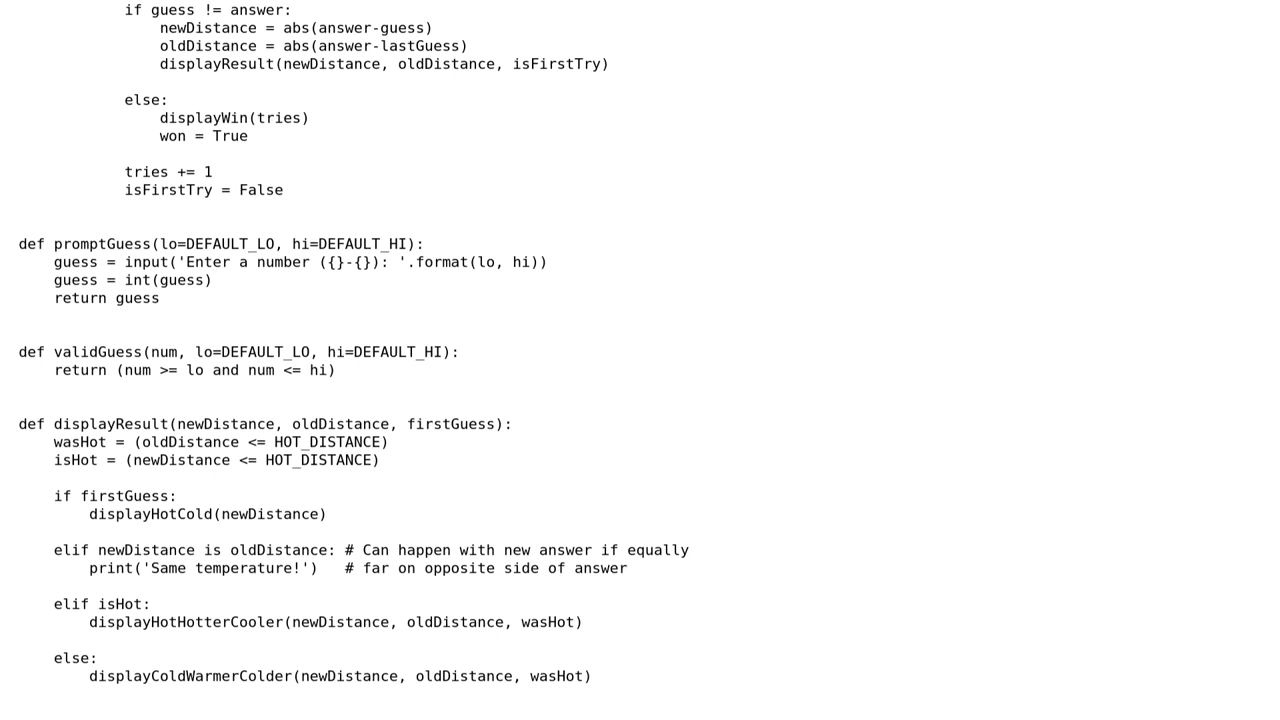 if guess != answer:
                newDistance = abs(answer-guess)
                oldDistance = abs(answer-lastGuess)
                displayResult(newDistance, oldDistance, isFirstTry)

            else:
                displayWin(tries)
                won = True

            tries += 1
            isFirstTry = False


def promptGuess(lo=DEFAULT_LO, hi=DEFAULT_HI):
    guess = input('Enter a number ({}-{}): '.format(lo, hi))
    guess = int(guess)
    return guess


def validGuess(num, lo=DEFAULT_LO, hi=DEFAULT_HI):
    return (num >= lo and num <= hi)


def displayResult(newDistance, oldDistance, firstGuess):
    wasHot = (oldDistance <= HOT_DISTANCE)
    isHot = (newDistance <= HOT_DISTANCE)

    if firstGuess:
        displayHotCold(newDistance)

    elif newDistance is oldDistance: # Can happen with new answer if equally
        print('Same temperature!')   # far on opposite side of answer

    elif isHot:
        displayHotHotterCooler(newDistance, oldDistance, wasHot)

    else:
        displayColdWarmerColder(newDistance, oldDistance, wasHot)